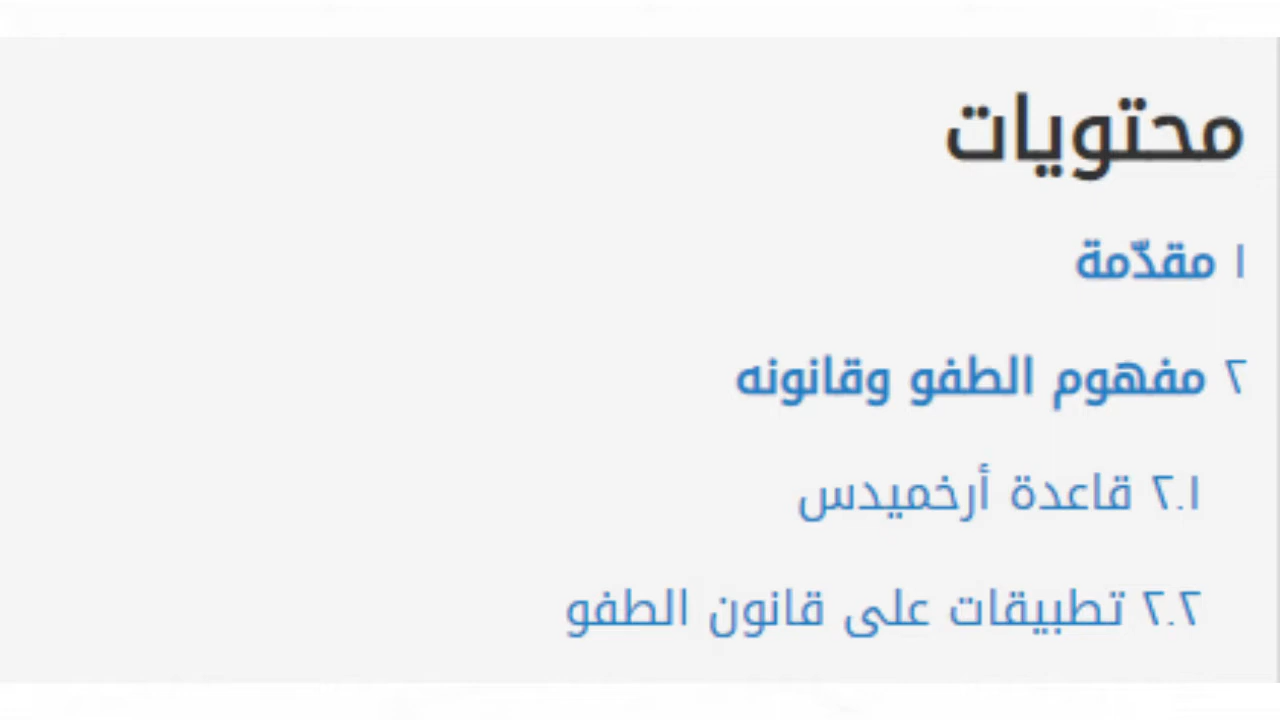 محتويات
١ مقدّمة
٢ مفهوم الطفو وقانونه
٢.١ قاعدة أرخميدس
٢.٢ تطبيقات على قانون الطفو